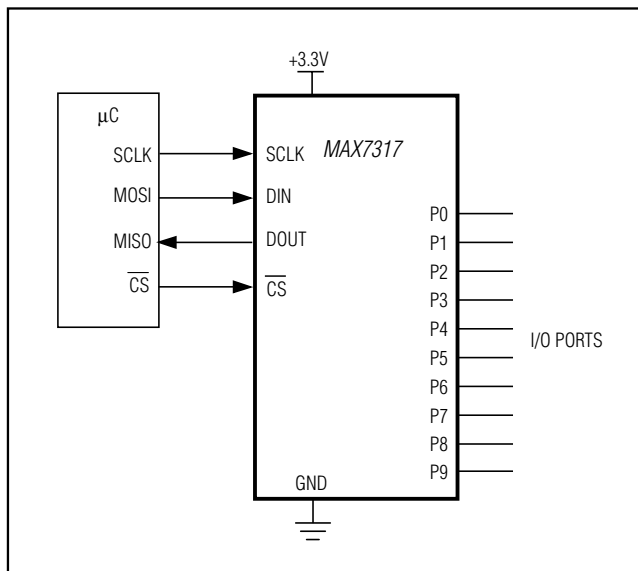 +3.3V
μC
SCLK
MOSI
MISO
CS
MAX7317
SCLK
DIN
DOUT
CS
P0
P1
P2
P3
P4
P5
P6
P7
P8
P9
I/O PORTS
GND